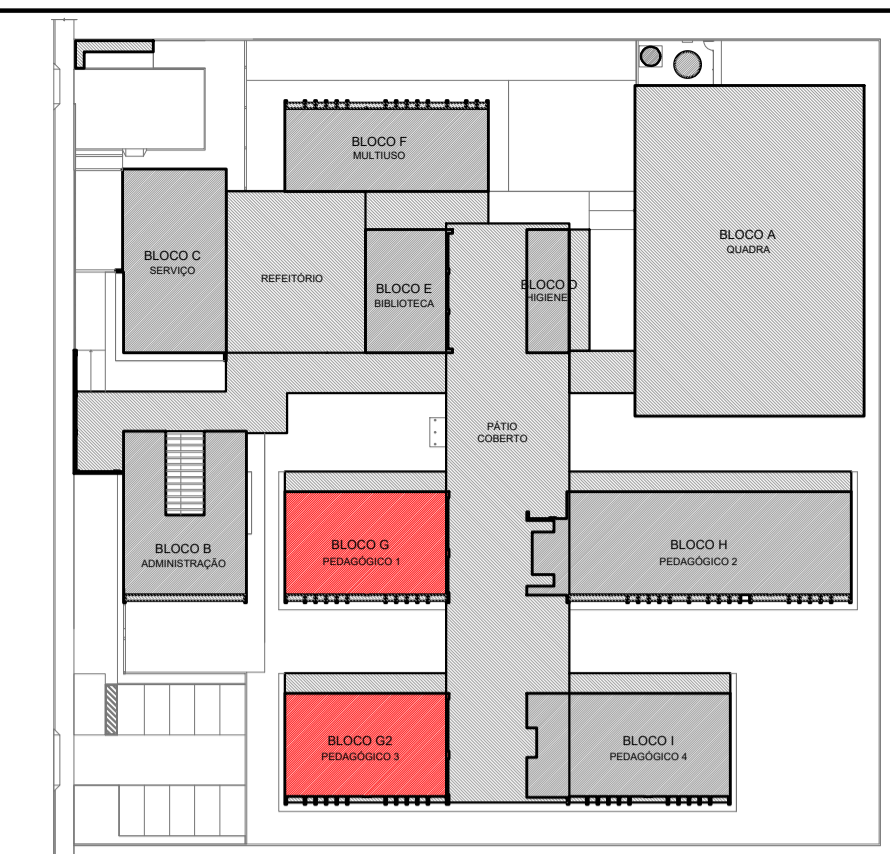 BLOCO F
MULTIUSO
BLOCO A
QUADRA
BLOCO C
SERVIÇO
REFEITÓRIO
BLOCO E
BIBLIOTECA
BLOCO D
HIGIENE
PÁTIO
COBERTO
BLOCO B
ADMINISTRAÇÃO
BLOCO G
PEDAGÓGICO 1
BLOCO H
PEDAGÓGICO 2
BLOCO G2
PEDAGÓGICO 3
BLOCO I
PEDAGÓGICO 4